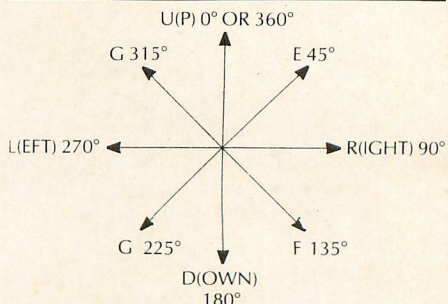 U(P) 0° OR 360°
G 315°
E 45°
L(EFT) 270°
R(IGHT) 90°
G 225°
F 135°
D(OWN)
180°